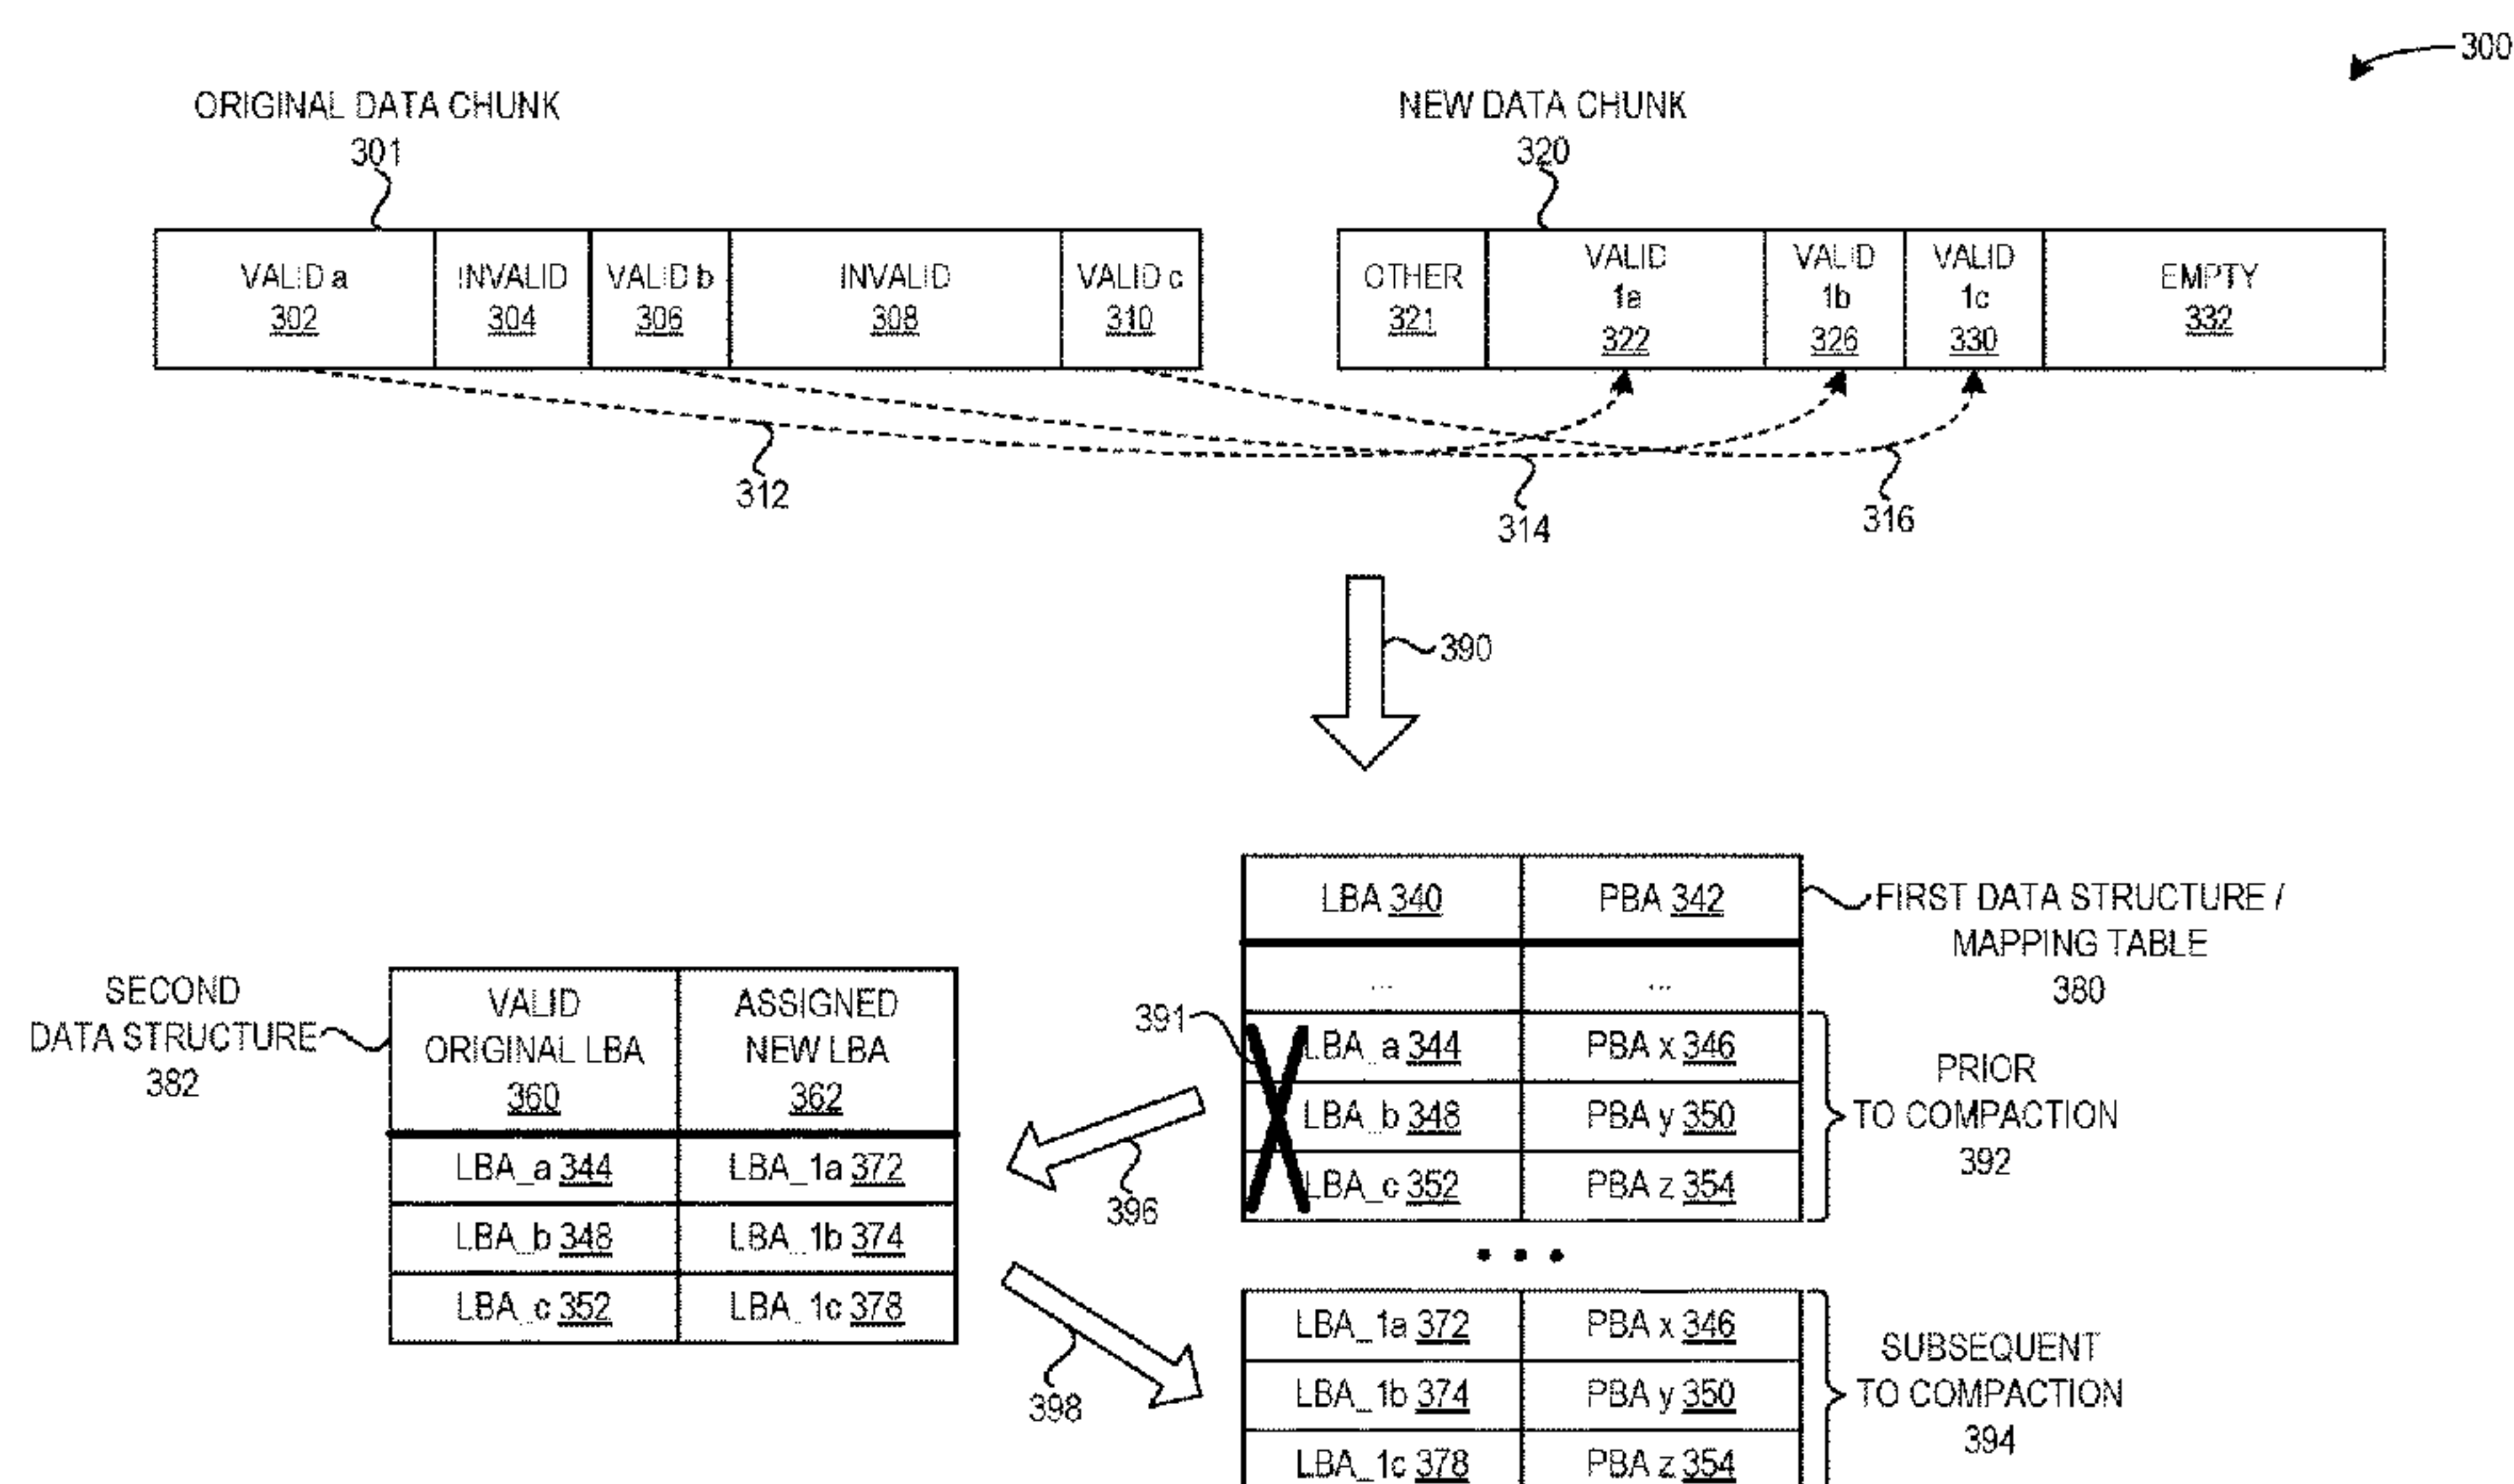 300
ORIGINAL DATA CHUNK
301
NEW DATA CHUNK
320
VALID a
302
INVALID
304
VALID b
306
INVALID
308
VALID c
310
OTHER
321
VALID
1a
322
VALID
1b
326
VALID
1c
330
EMPTY
332
312
314
316
390
LBA 340 PBA 342
... ...
LBA_a 344 PBA x 346
LBA_b 348 PBA y 350
LBA_c 352 PBA z 354
FIRST DATA STRUCTURE /
MAPPING TABLE
380
391
PRIOR
TO COMPACTION
392
SECOND
DATA STRUCTURE
382
VALID
ORIGINAL LBA
360
ASSIGNED
NEW LBA
362
LBA_a 344 LBA_1a 372
LBA_b 348 LBA_1b 374
LBA_c 352 LBA_1c 378
396
398
• • •
LBA_1a 372 PBA x 346
LBA_1b 374 PBA y 350
LBA_1c 378 PBA z 354
SUBSEQUENT
TO COMPACTION
394